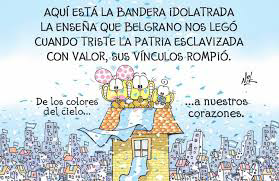 AQUÍ ESTÁ LA BANDERA IDOLATRADA
LA ENSEÑA QUE BELGRANO NOS LEGÓ
CUANDO TRISTE LA PATRIA ESCLAVIZADA
CON VALOR, SUS VÍNCULOS ROMPIÓ.
De los colores
del cielo...
...a nuestros
corazones.